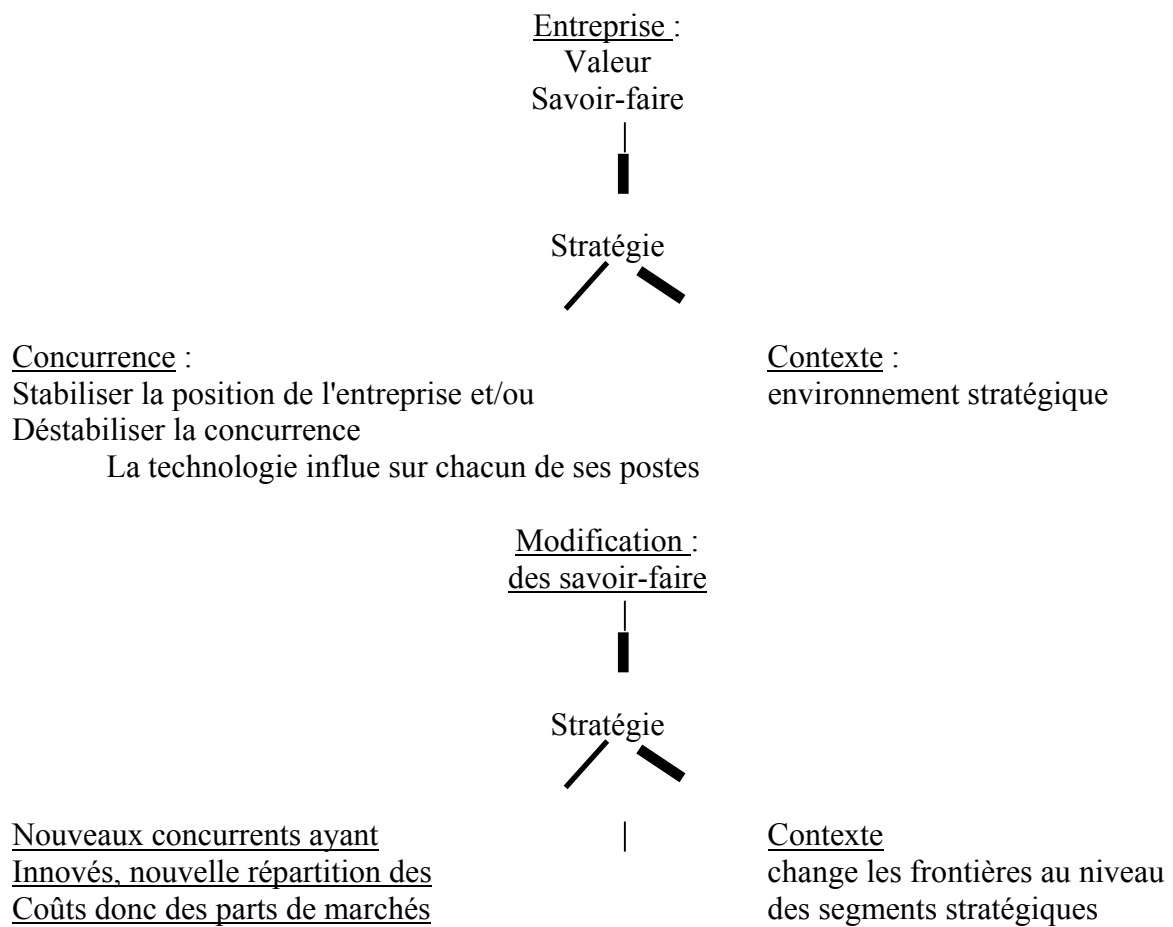 Entreprise :
Valeur
Savoir-faire
Stratégie
Concurrence :
Stabiliser la position de l'entreprise et/ou
Déstabiliser la concurrence
La technologie influe sur chacun de ses postes
Contexte :
environnement stratégique
Modification :
des savoir-faire
Stratégie
Nouveaux concurrents ayant
Innovés, nouvelle répartition des
Coûts donc des parts de marchés
Contexte
change les frontières au niveau
des segments stratégiques